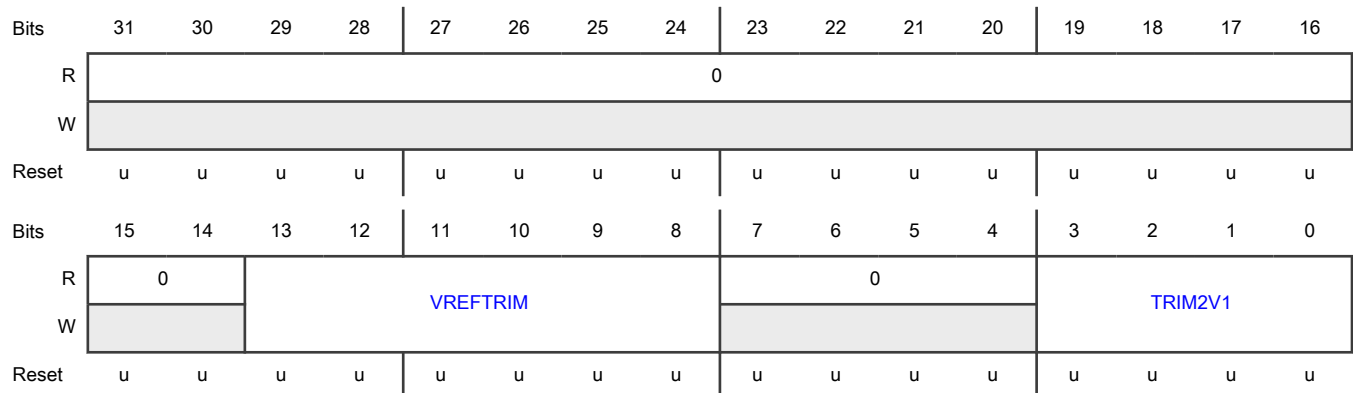 Bits 31 30 29 28 27 26 25 24 23 22 21 20 19 18 17 16
R 0
W
Reset u u u u u u u u u u u u u u u u
Bits 15 14 13 12 11 10 9 8 7 6 5 4 3 2 1 0
R 0 VREFTRIM 0 TRIM2V1
W
Reset u u u u u u u u u u u u u u u u